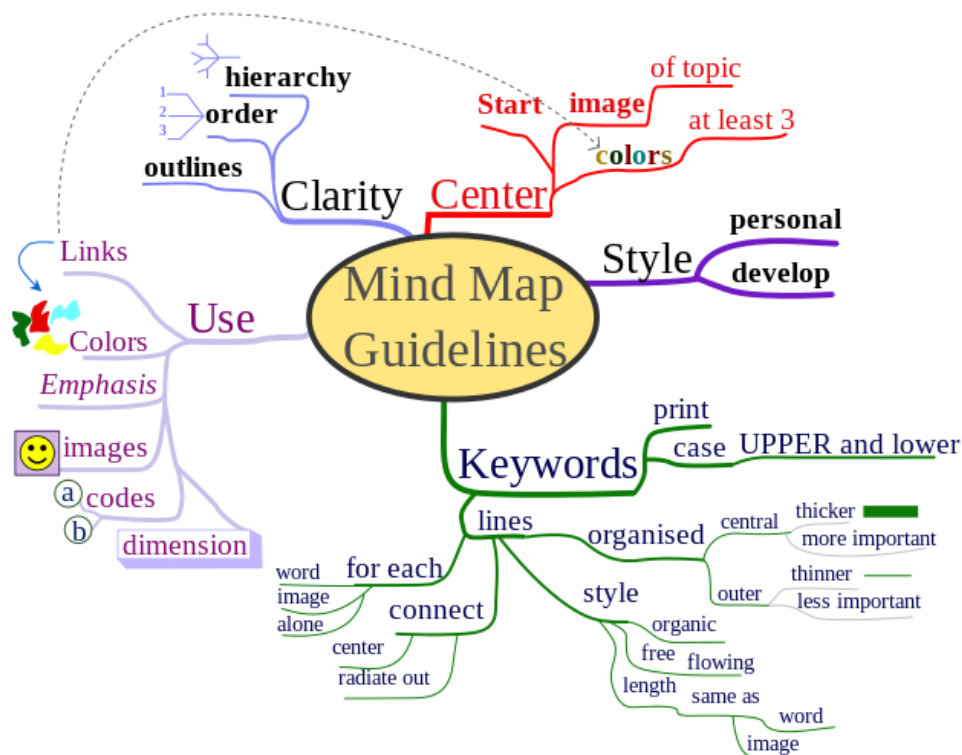 Mind Map
Guidelines
Center
Start
image
of topic
colors
at least 3
Style
personal
develop
Keywords
print
case
UPPER and lower
lines
organised
central
thicker
more important
outer
thinner
less important
style
organic
free
flowing
length
same as
word
image
connect
center
radiate out
for each
word
image
alone
Use
Links
Colors
Emphasis
images
codes
a
b
dimension
Clarity
hierarchy
order
1
2
3
outlines